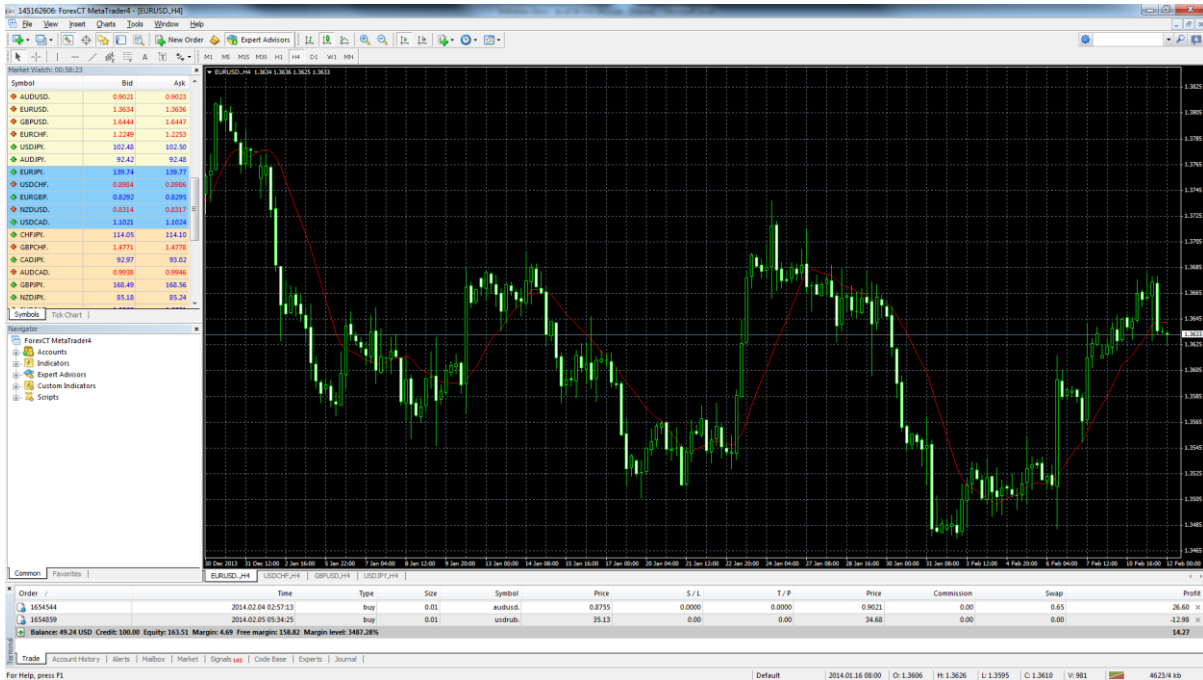 145162606: ForexCT MetaTrader4 - [EURUSD.,H4]
File View Insert Charts Tools Window Help
New Order Expert Advisors
A T M1 M5 M15 M30 H1 H4 D1 W1 MN
Market Watch: 00:58:23
Symbol Bid Ask
AUDUSD. 0.9021 0.9023
EURUSD. 1.3634 1.3636
GBPUSD. 1.6444 1.6447
EURCHF. 1.2249 1.2253
USDJPY. 102.48 102.50
AUDJPY. 92.42 92.48
EURJPY. 139.74 139.77
USDCHF. 0.8984 0.8986
EURGBP. 0.8292 0.8295
NZDUSD. 0.8314 0.8317
USDCAD. 1.1021 1.1024
CHFJPY. 114.05 114.10
GBPCHF. 1.4771 1.4778
CADJPY. 92.97 93.02
AUDCAD. 0.9938 0.9946
GBPJPY. 168.49 168.56
NZDJPY. 85.18 85.24
Symbols Tick Chart
Navigator
ForexCT MetaTrader4
Accounts
Indicators
Expert Advisors
Custom Indicators
Scripts
Common Favorites
EURUSD.,H4 1.3634 1.3636 1.3625 1.3633
1.3825
1.3805
1.3785
1.3765
1.3745
1.3725
1.3705
1.3685
1.3665
1.3645
1.3633
1.3625
1.3605
1.3585
1.3565
1.3545
1.3525
1.3505
1.3485
1.3465
30 Dec 2013 31 Dec 12:00 2 Jan 16:00 5 Jan 22:00 7 Jan 04:00 8 Jan 12:00 9 Jan 20:00 13 Jan 00:00 14 Jan 08:00 15 Jan 16:00 17 Jan 00:00 20 Jan 04:00 21 Jan 12:00 22 Jan 20:00 24 Jan 04:00 27 Jan 08:00 28 Jan 16:00 30 Jan 00:00 31 Jan 08:00 3 Feb 12:00 4 Feb 20:00 6 Feb 04:00 7 Feb 12:00 10 Feb 16:00 12 Feb 00:00
EURUSD.,H4 USDCHF.,H4 GBPUSD.,H4 USDJPY.,H4
Order Time Type Size Symbol Price S / L T / P Price Commission Swap Profit
1654544 2014.02.04 02:57:13 buy 0.01 audusd. 0.8755 0.0000 0.0000 0.9021 0.00 0.65 26.60
1654859 2014.02.05 05:34:25 buy 0.01 usdrub. 35.13 0.00 0.00 34.68 0.00 0.00 -12.98
Balance: 49.24 USD Credit: 100.00 Equity: 163.51 Margin: 4.69 Free margin: 158.82 Margin level: 3487.28% 14.27
Terminal
Trade Account History Alerts Mailbox Market Signals 142 Code Base Experts Journal
For Help, press F1 Default 2014.01.16 08:00 O: 1.3606 H: 1.3626 L: 1.3595 C: 1.3610 V: 981 4623/4 kb